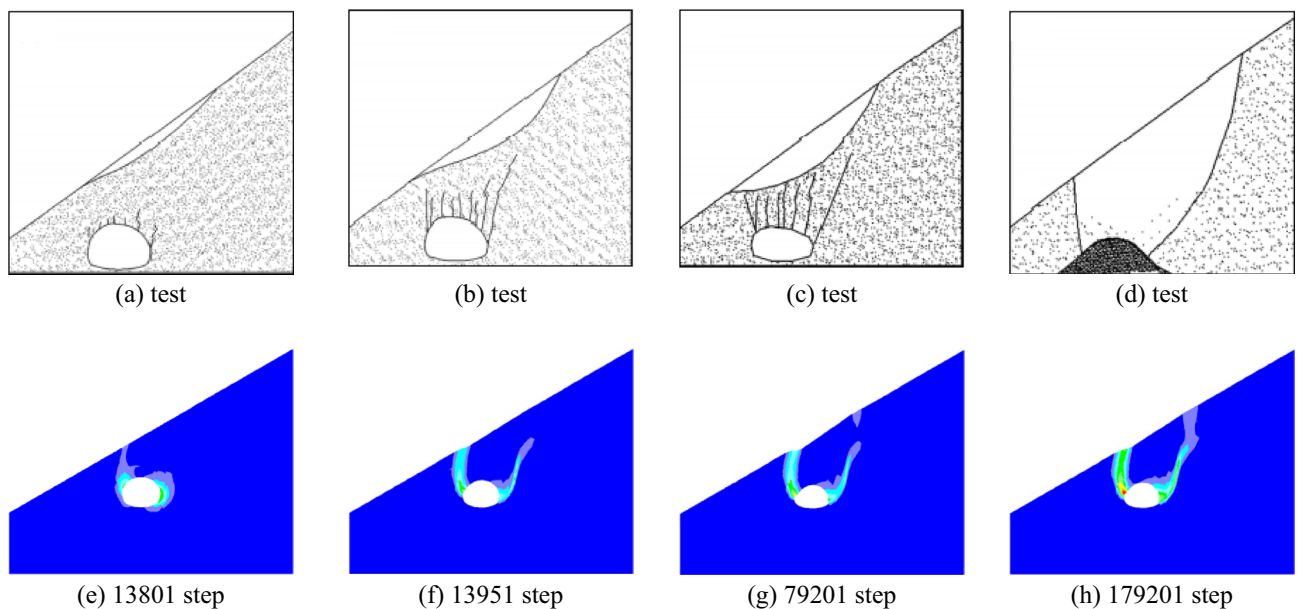 (a) test
(b) test
(c) test
(d) test
(e) 13801 step
(f) 13951 step
(g) 79201 step
(h) 179201 step